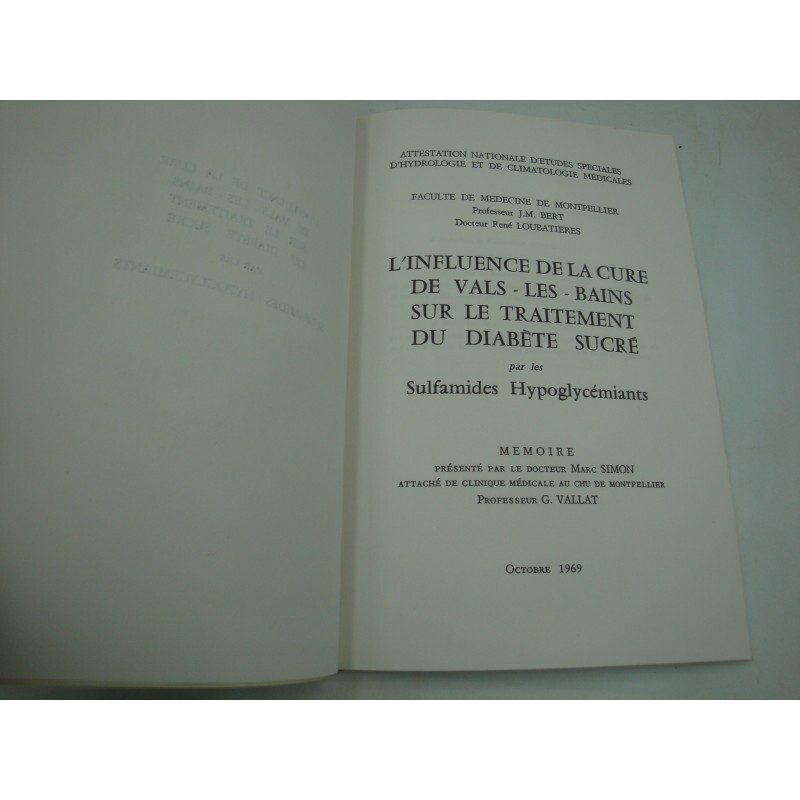 ATTESTATION NATIONALE D'ETUDES SPECIALES
D'HYDROLOGIE ET DE CLIMATOLOGIE MEDICALES
FACULTE DE MEDECINE DE MONTPELLIER
Professeur J.M. BERT
Docteur René LOUBATIERES
L'INFLUENCE DE LA CURE
DE VALS - LES - BAINS
SUR LE TRAITEMENT
DU DIABÈTE SUCRÉ
par les
Sulfamides Hypoglycémiants
MEMOIRE
PRÉSENTÉ PAR LE DOCTEUR MARC SIMON
ATTACHÉ DE CLINIQUE MÉDICALE AU CHU DE MONTPELLIER
PROFESSEUR G. VALLAT
OCTOBRE 1969